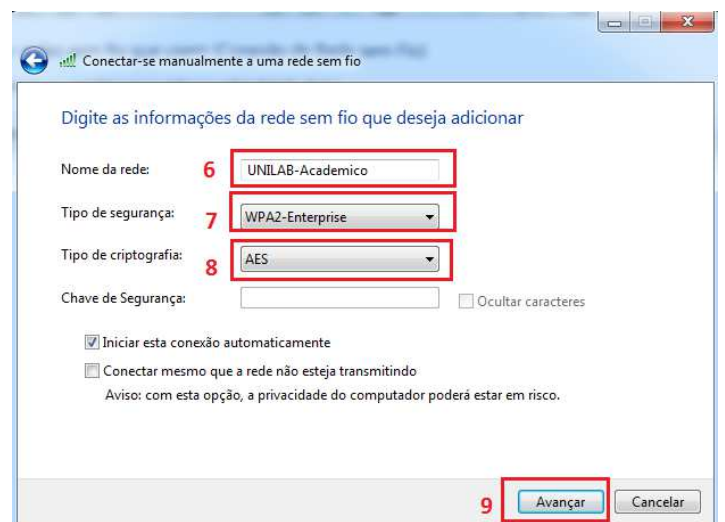 Conectar-se manualmente a uma rede sem fio
Digite as informações da rede sem fio que deseja adicionar
Nome da rede: 6 UNILAB-Academico
Tipo de segurança: 7 WPA2-Enterprise
Tipo de criptografia: 8 AES
Chave de Segurança: Ocultar caracteres
Iniciar esta conexão automaticamente
Conectar mesmo que a rede não esteja transmitindo
Aviso: com esta opção, a privacidade do computador poderá estar em risco.
9 Avançar Cancelar